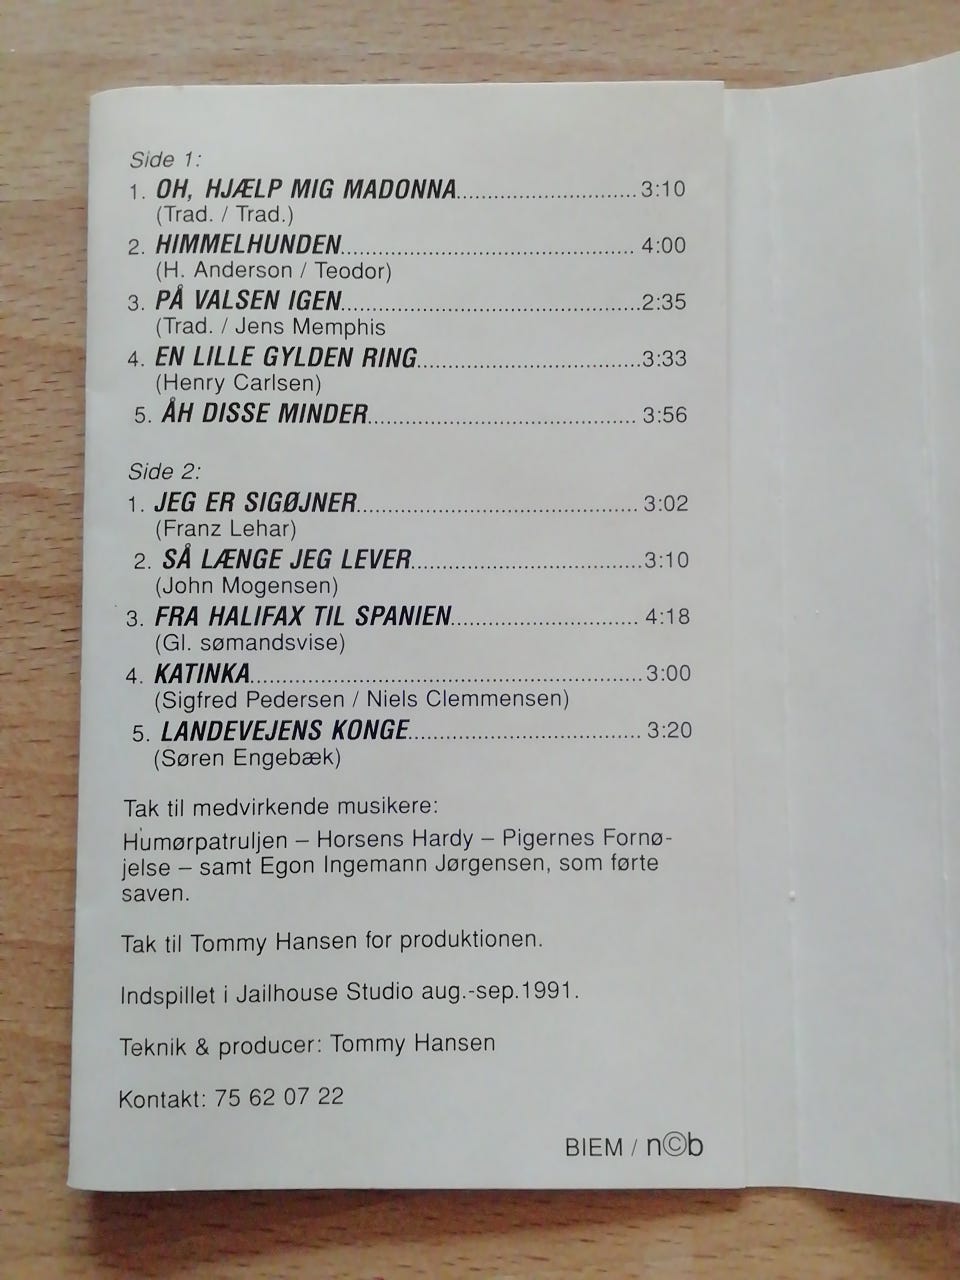 Side 1:
1. OH, HJÆLP MIG MADONNA............................3:10
(Trad. / Trad.)
2. HIMMELHUNDEN............................................... 4:00
(H. Anderson / Teodor)
3. PÅ VALSEN IGEN................................................2:35
(Trad. / Jens Memphis
4. EN LILLE GYLDEN RING....................................3:33
(Henry Carlsen)
5. ÅH DISSE MINDER........................................... 3:56
Side 2:
1. JEG ER SIGØJNER............................................. 3:02
(Franz Lehar)
2. SÅ LÆNGE JEG LEVER.....................................3:10
(John Mogensen)
3. FRA HALIFAX TIL SPANIEN.............................. 4:18
(Gl. sømandsvise)
4. KATINKA...............................................................3:00
(Sigfred Pedersen / Niels Clemmensen)
5. LANDEVEJENS KONGE..................................... 3:20
(Søren Engebæk)
Tak til medvirkende musikere:
Humørpatruljen – Horsens Hardy – Pigernes Fornø-
jelse – samt Egon Ingemann Jørgensen, som førte
saven.
Tak til Tommy Hansen for produktionen.
Indspillet i Jailhouse Studio aug.-sep.1991.
Teknik & producer: Tommy Hansen
Kontakt: 75 62 07 22
BIEM / n©b